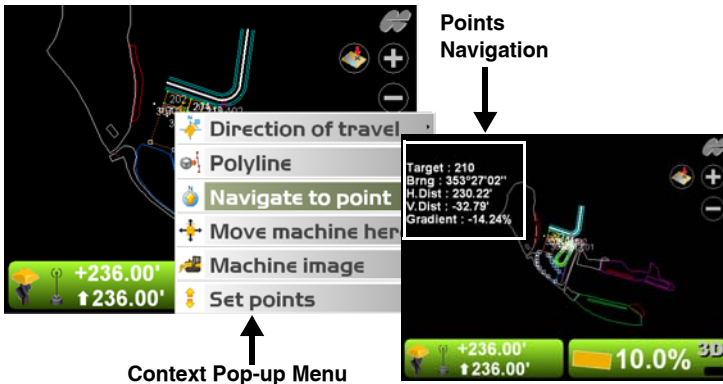 Points
Navigation
202
Direction of travel
Polyline
Navigate to point
Move machine her
Machine image
Set points
+236.00'
236.00'
Context Pop-up Menu
Target : 210
Brng : 353°27'02"
H.Dist : 230.22'
V.Dist : -32.79'
Gradient : -14.24%
+236.00'
236.00'
10.0%
3D